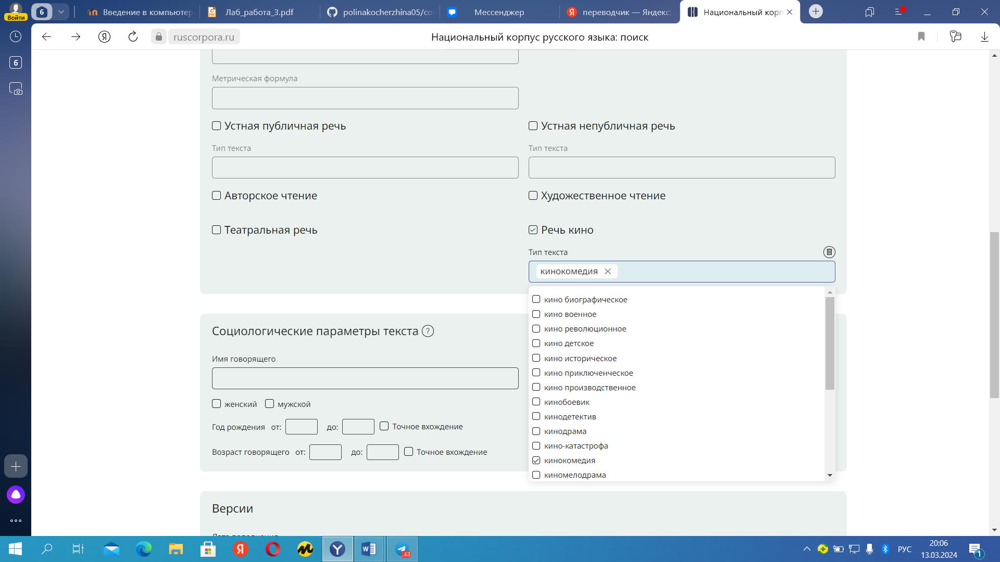 Войти
6
Введение в компьютер
Лаб_работа_3.pdf
polinakocherzhina05/co
Мессенджер
переводчик — Яндекс:
Национальный корп
ruscorpora.ru
Национальный корпус русского языка: поиск
6
Метрическая формула
Устная публичная речь
Устная непубличная речь
Тип текста
Тип текста
Авторское чтение
Художественное чтение
Театральная речь
Речь кино
Тип текста
кинокомедия
кино биографическое
кино военное
кино революционное
кино детское
кино историческое
кино приключенческое
кино производственное
кинобоевик
кинодетектив
кинодрама
кино-катастрофа
кинокомедия
киномелодрама
Социологические параметры текста ?
Имя говорящего
женский мужской
Год рождения от: до: Точное вхождение
Возраст говорящего от: до: Точное вхождение
Версии
..63
РУС
20:06
13.03.2024
1